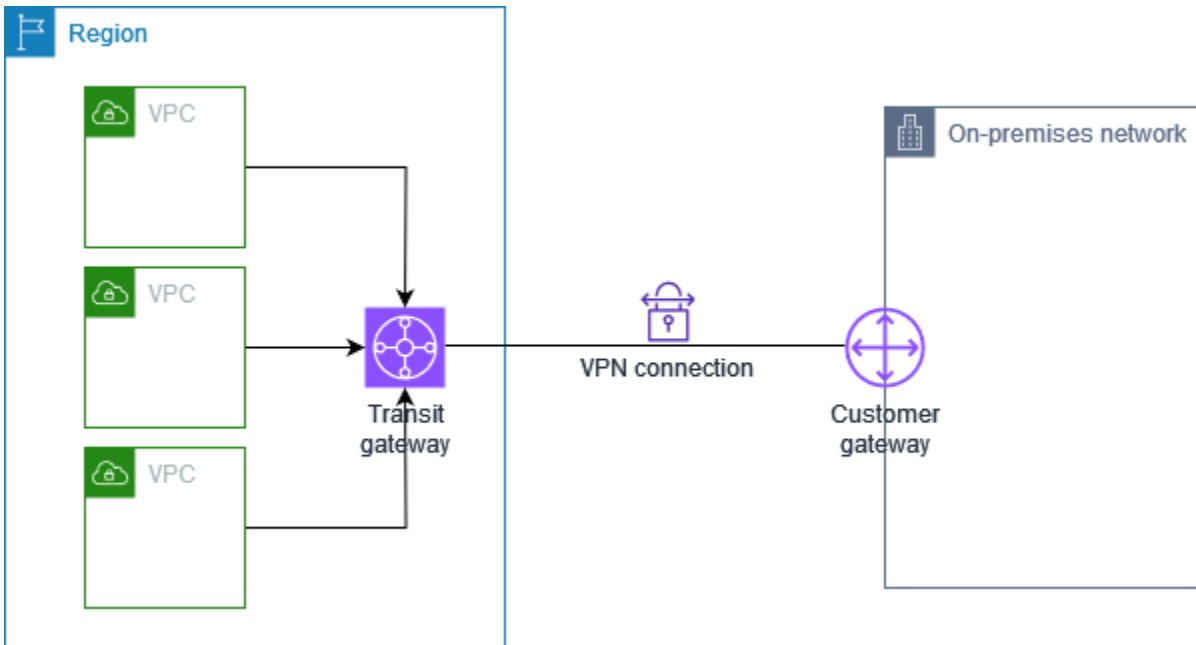 Region
VPC
On-premises network
VPC
VPN connection
Transit
gateway
Customer
gateway
VPC